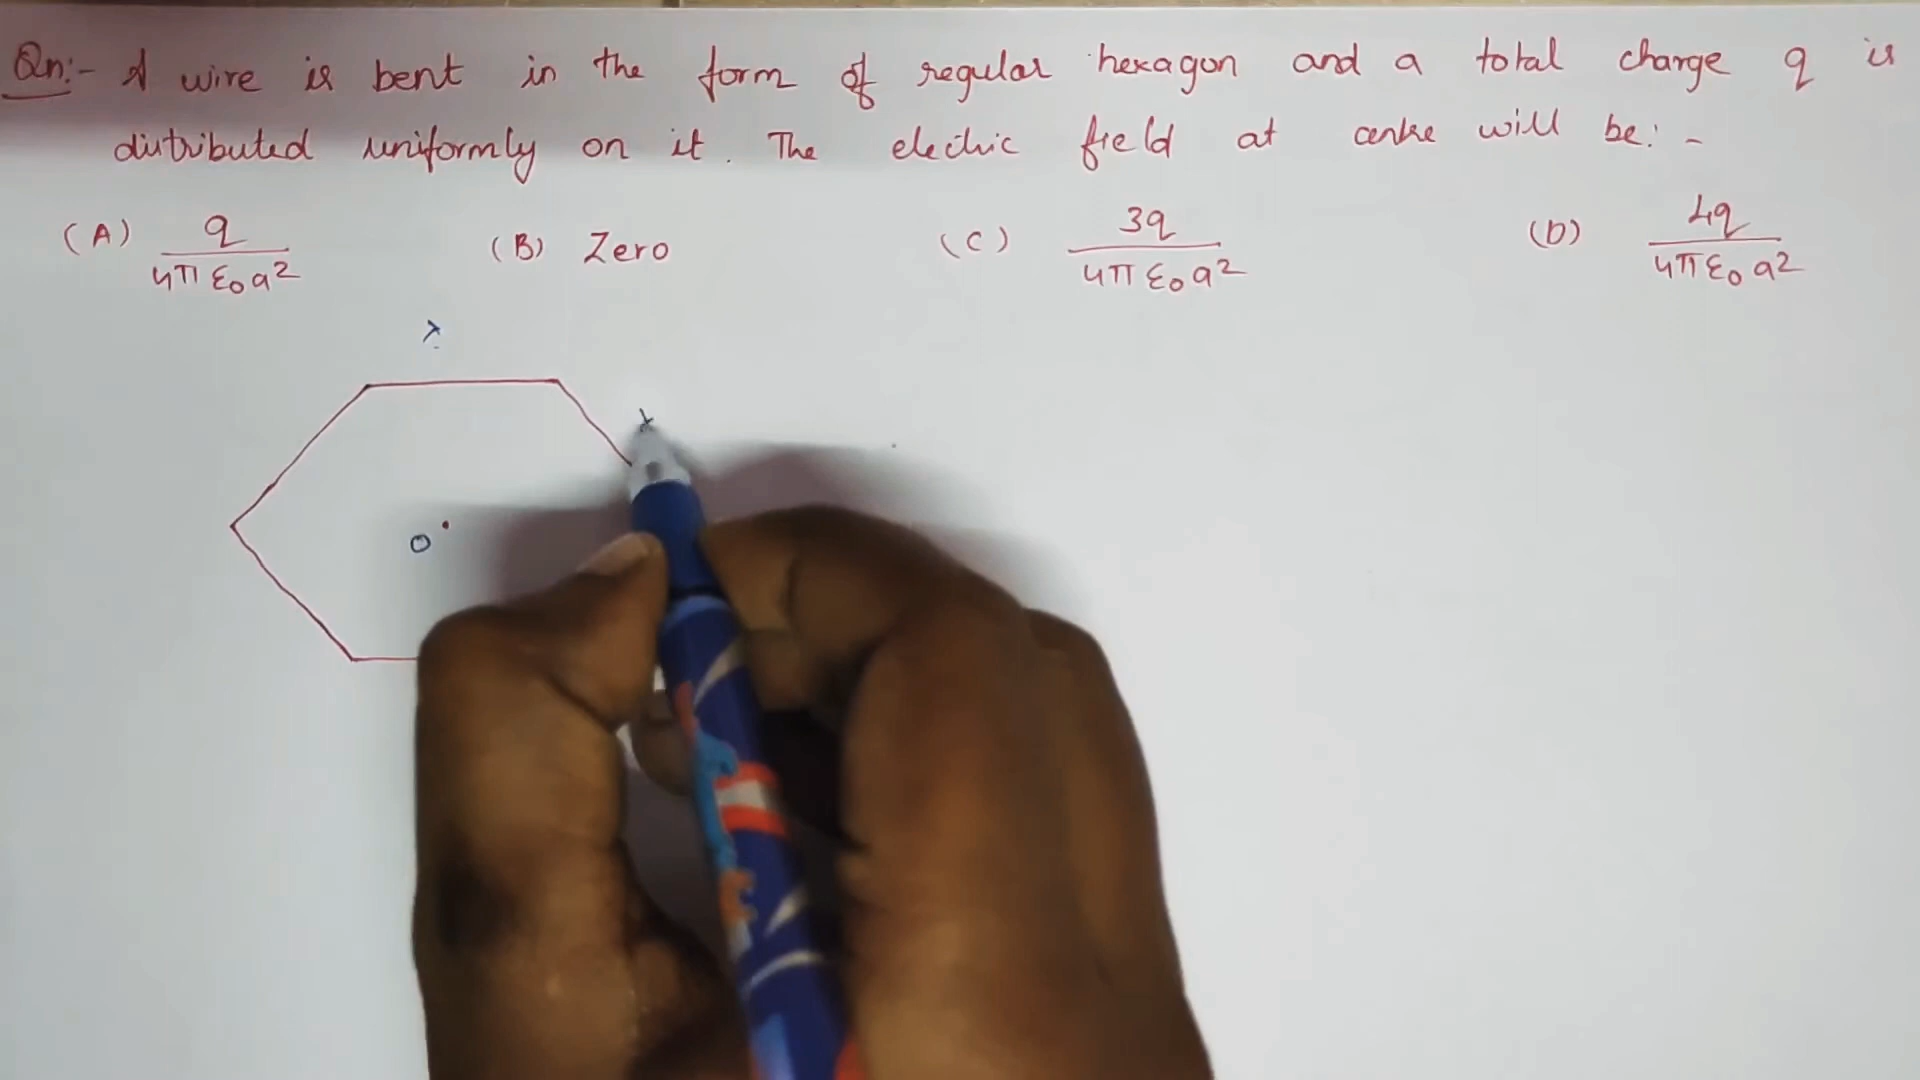 Qn:- A wire is bent in the form of regular hexagon and a total charge q is
distributed uniformly on it. The electric field at centre will be:-
(A) q/4πε₀a² (B) Zero (C) 3q/4πε₀a² (D) 4q/4πε₀a²
λ
λ
O